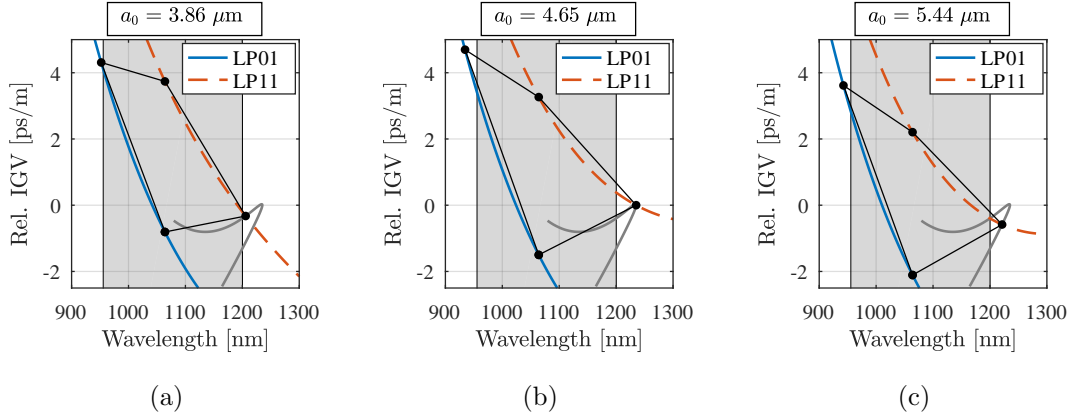 a₀ = 3.86 μm
LP01
LP11
Rel. IGV [ps/m]
4
2
0
-2
900 1000 1100 1200 1300
Wavelength [nm]
(a)
a₀ = 4.65 μm
LP01
LP11
Rel. IGV [ps/m]
4
2
0
-2
900 1000 1100 1200 1300
Wavelength [nm]
(b)
a₀ = 5.44 μm
LP01
LP11
Rel. IGV [ps/m]
4
2
0
-2
900 1000 1100 1200 1300
Wavelength [nm]
(c)